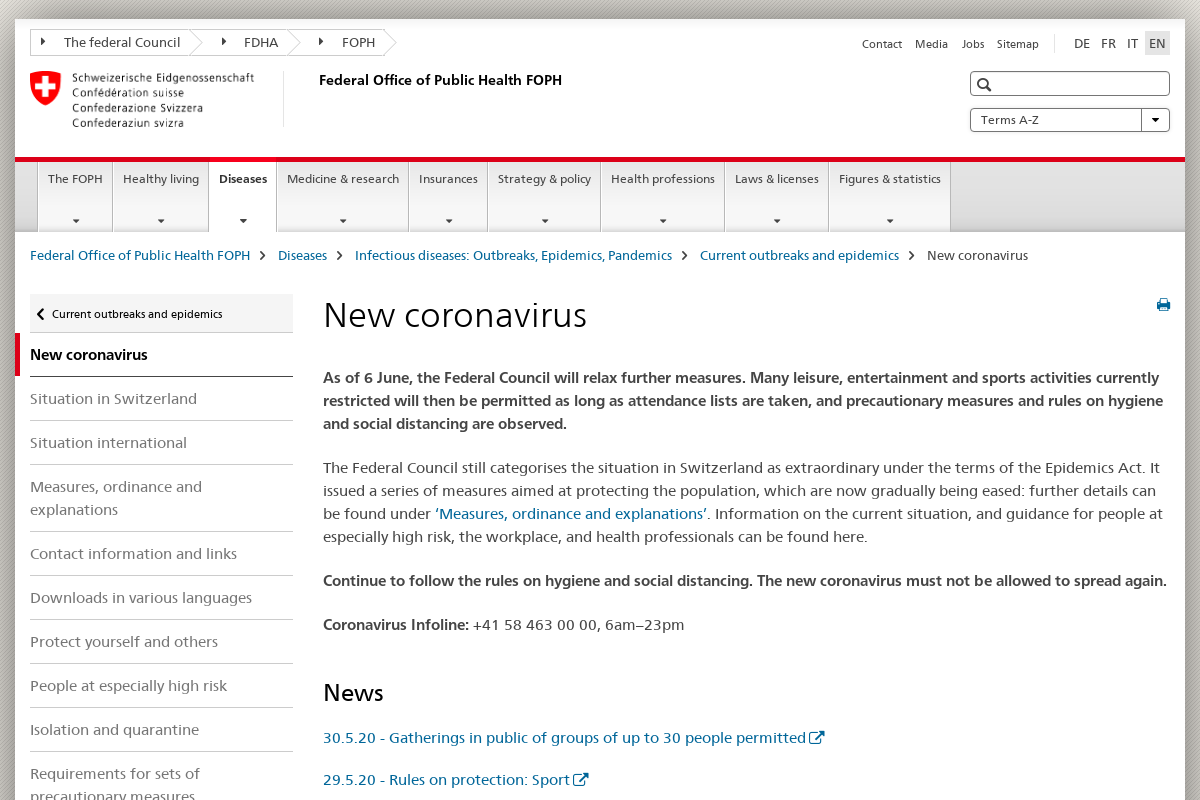 The federal Council FDHA FOPH
Contact Media Jobs Sitemap DE FR IT EN
Schweizerische Eidgenossenschaft
Confédération suisse
Confederazione Svizzera
Confederaziun svizra
Federal Office of Public Health FOPH
Terms A-Z
The FOPH Healthy living Diseases Medicine & research Insurances Strategy & policy Health professions Laws & licenses Figures & statistics
Federal Office of Public Health FOPH Diseases Infectious diseases: Outbreaks, Epidemics, Pandemics Current outbreaks and epidemics New coronavirus
Current outbreaks and epidemics
New coronavirus
Situation in Switzerland
Situation international
Measures, ordinance and
explanations
Contact information and links
Downloads in various languages
Protect yourself and others
People at especially high risk
Isolation and quarantine
Requirements for sets of
precautionary measures
New coronavirus
As of 6 June, the Federal Council will relax further measures. Many leisure, entertainment and sports activities currently
restricted will then be permitted as long as attendance lists are taken, and precautionary measures and rules on hygiene
and social distancing are observed.
The Federal Council still categorises the situation in Switzerland as extraordinary under the terms of the Epidemics Act. It
issued a series of measures aimed at protecting the population, which are now gradually being eased: further details can
be found under ‘Measures, ordinance and explanations’. Information on the current situation, and guidance for people at
especially high risk, the workplace, and health professionals can be found here.
Continue to follow the rules on hygiene and social distancing. The new coronavirus must not be allowed to spread again.
Coronavirus Infoline: +41 58 463 00 00, 6am–23pm
News
30.5.20 - Gatherings in public of groups of up to 30 people permitted
29.5.20 - Rules on protection: Sport